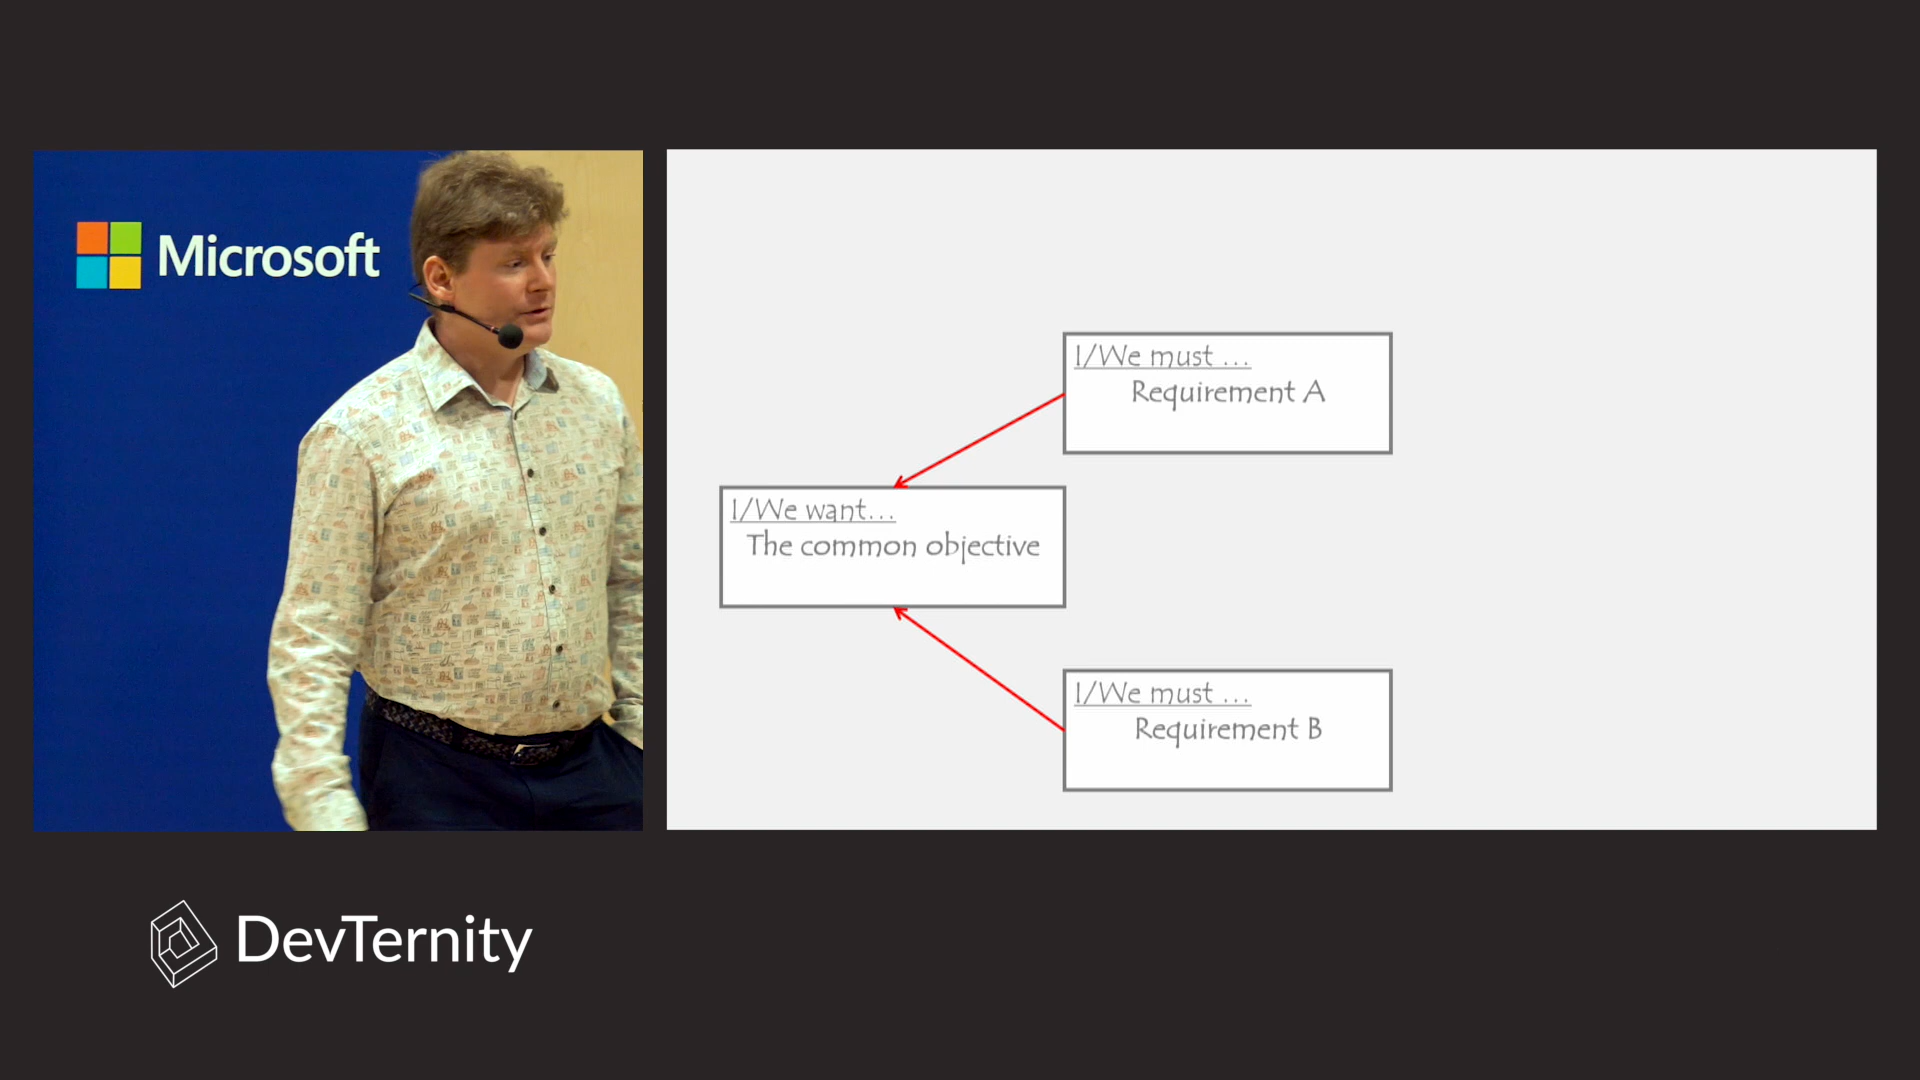 Microsoft
I/We must ...
Requirement A
I/We want...
The common objective
I/We must ...
Requirement B
DevTernity